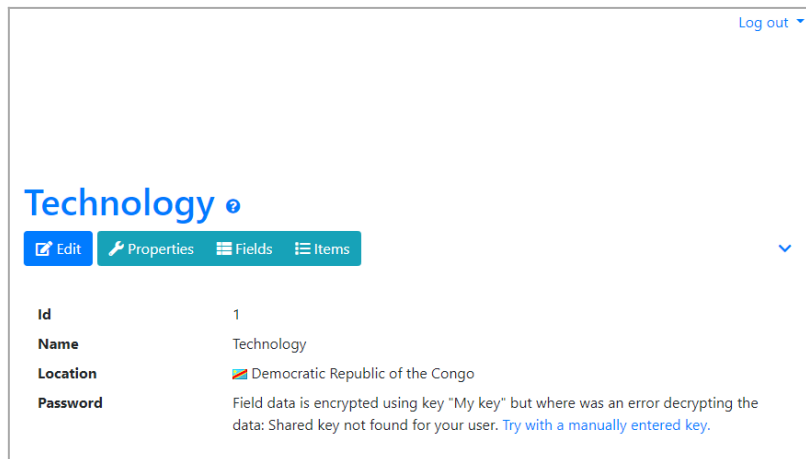 Log out
Technology
Edit Properties Fields Items
Id 1
Name Technology
Location Democratic Republic of the Congo
Password Field data is encrypted using key "My key" but where was an error decrypting the
data: Shared key not found for your user. Try with a manually entered key.